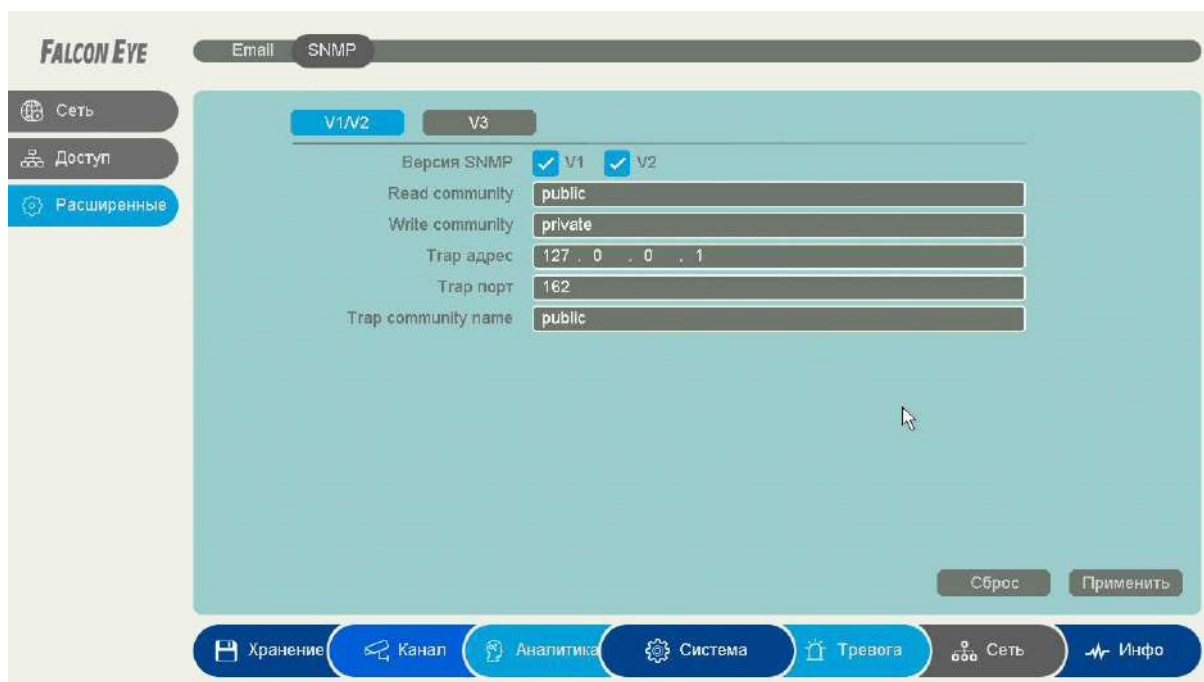 FALCON EYE
Email SNMP
Сеть
Доступ
Расширенные
V1/V2 V3
Версия SNMP V1 V2
Read community public
Write community private
Trap адрес 127 . 0 . 0 . 1
Trap порт 162
Trap community name public
Сброс Применить
Хранение Канал Аналитика Система Тревога Сеть Инфо